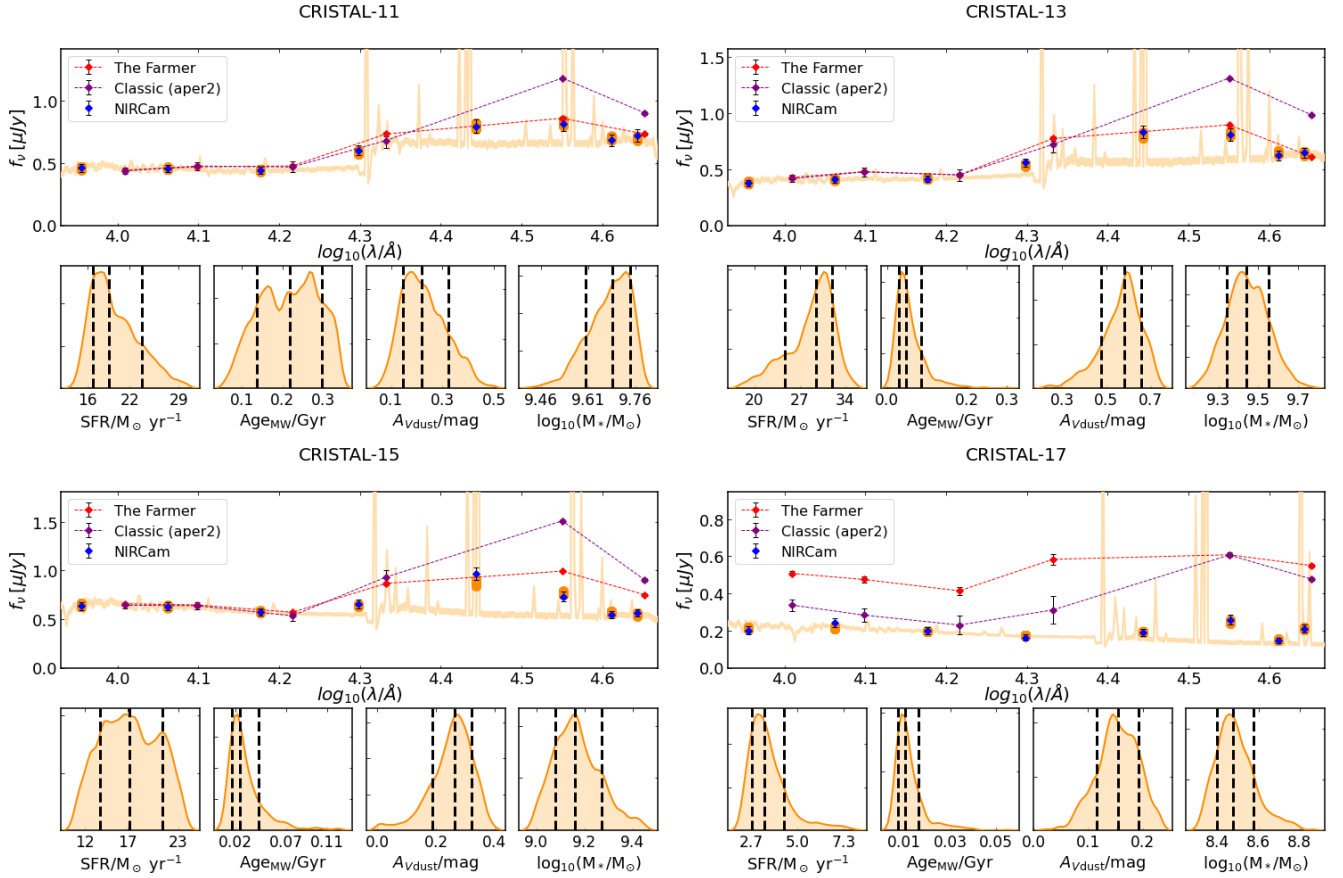 CRISTAL-11
The Farmer
Classic (aper2)
NIRCam
f_ν [μJy]
1.0
0.5
0.0
4.0 4.1 4.2 4.3 4.4 4.5 4.6
log₁₀(λ/Å)
16 22 29
SFR/M⊙ yr⁻¹
0.1 0.2 0.3
Age_MW/Gyr
0.1 0.3 0.5
A_Vdust/mag
9.46 9.61 9.76
log₁₀(M*/M⊙)
CRISTAL-13
The Farmer
Classic (aper2)
NIRCam
f_ν [μJy]
1.5
1.0
0.5
0.0
4.0 4.1 4.2 4.3 4.4 4.5 4.6
log₁₀(λ/Å)
20 27 34
SFR/M⊙ yr⁻¹
0.0 0.2 0.3
Age_MW/Gyr
0.3 0.5 0.7
A_Vdust/mag
9.3 9.5 9.7
log₁₀(M*/M⊙)
CRISTAL-15
The Farmer
Classic (aper2)
NIRCam
f_ν [μJy]
1.5
1.0
0.5
0.0
4.0 4.1 4.2 4.3 4.4 4.5 4.6
log₁₀(λ/Å)
12 17 23
SFR/M⊙ yr⁻¹
0.02 0.07 0.11
Age_MW/Gyr
0.0 0.2 0.4
A_Vdust/mag
9.0 9.2 9.4
log₁₀(M*/M⊙)
CRISTAL-17
The Farmer
Classic (aper2)
NIRCam
f_ν [μJy]
0.8
0.6
0.4
0.2
0.0
4.0 4.1 4.2 4.3 4.4 4.5 4.6
log₁₀(λ/Å)
2.7 5.0 7.3
SFR/M⊙ yr⁻¹
0.01 0.03 0.05
Age_MW/Gyr
0.0 0.1 0.2
A_Vdust/mag
8.4 8.6 8.8
log₁₀(M*/M⊙)